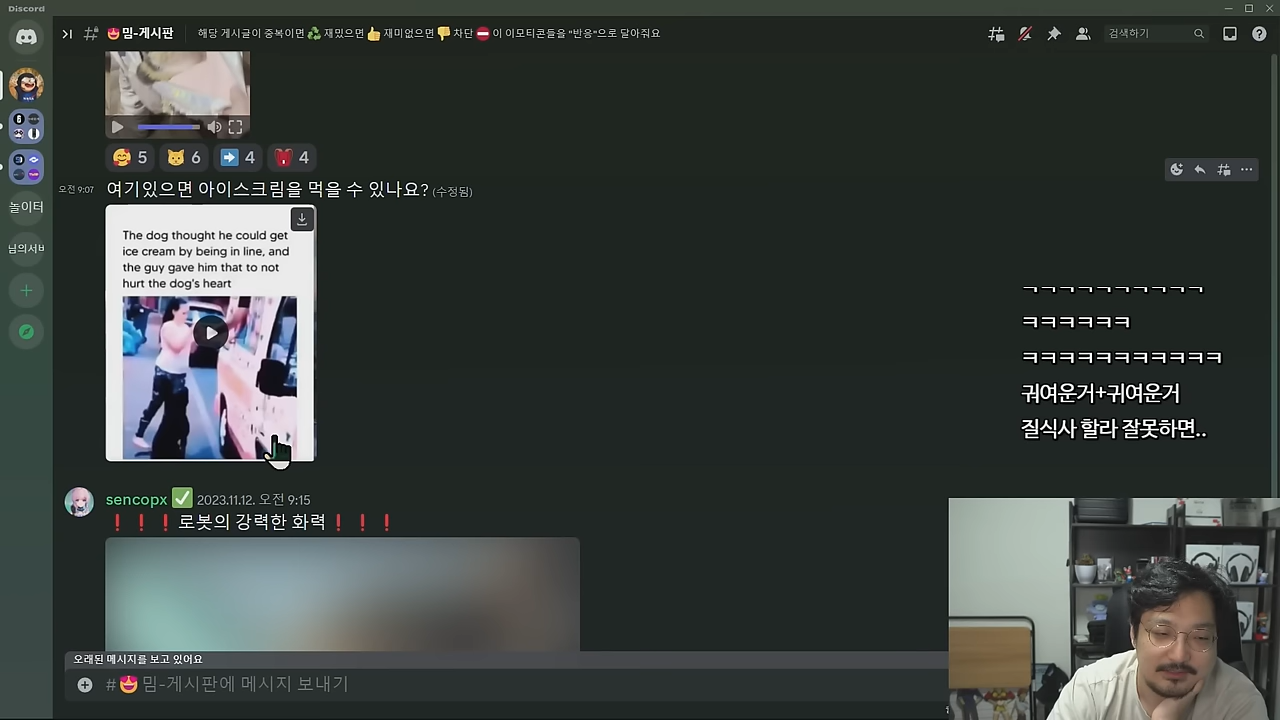 Discord
밈-게시판
해당 게시글이 중복이면 ♻️ 재밌으면 👍 재미없으면 👎 차단 ⛔ 이 이모티콘들을 "반응"으로 달아줘요
검색하기
5 6 4 4
오전 9:07 여기있으면 아이스크림을 먹을 수 있나요? (수정됨)
The dog thought he could get
ice cream by being in line, and
the guy gave him that to not
hurt the dog's heart
놀이터
님의서버
ㅋㅋㅋㅋㅋㅋㅋㅋㅋㅋ
ㅋㅋㅋㅋㅋㅋ
ㅋㅋㅋㅋㅋㅋㅋㅋㅋㅋㅋ
궈여운거+귀여운거
질식사 할라 잘못하면..
sencopx ✅ 2023.11.12. 오전 9:15
❗❗❗로봇의 강력한 화력❗❗❗
오래된 메시지를 보고 있어요
#😍밈-게시판에 메시지 보내기